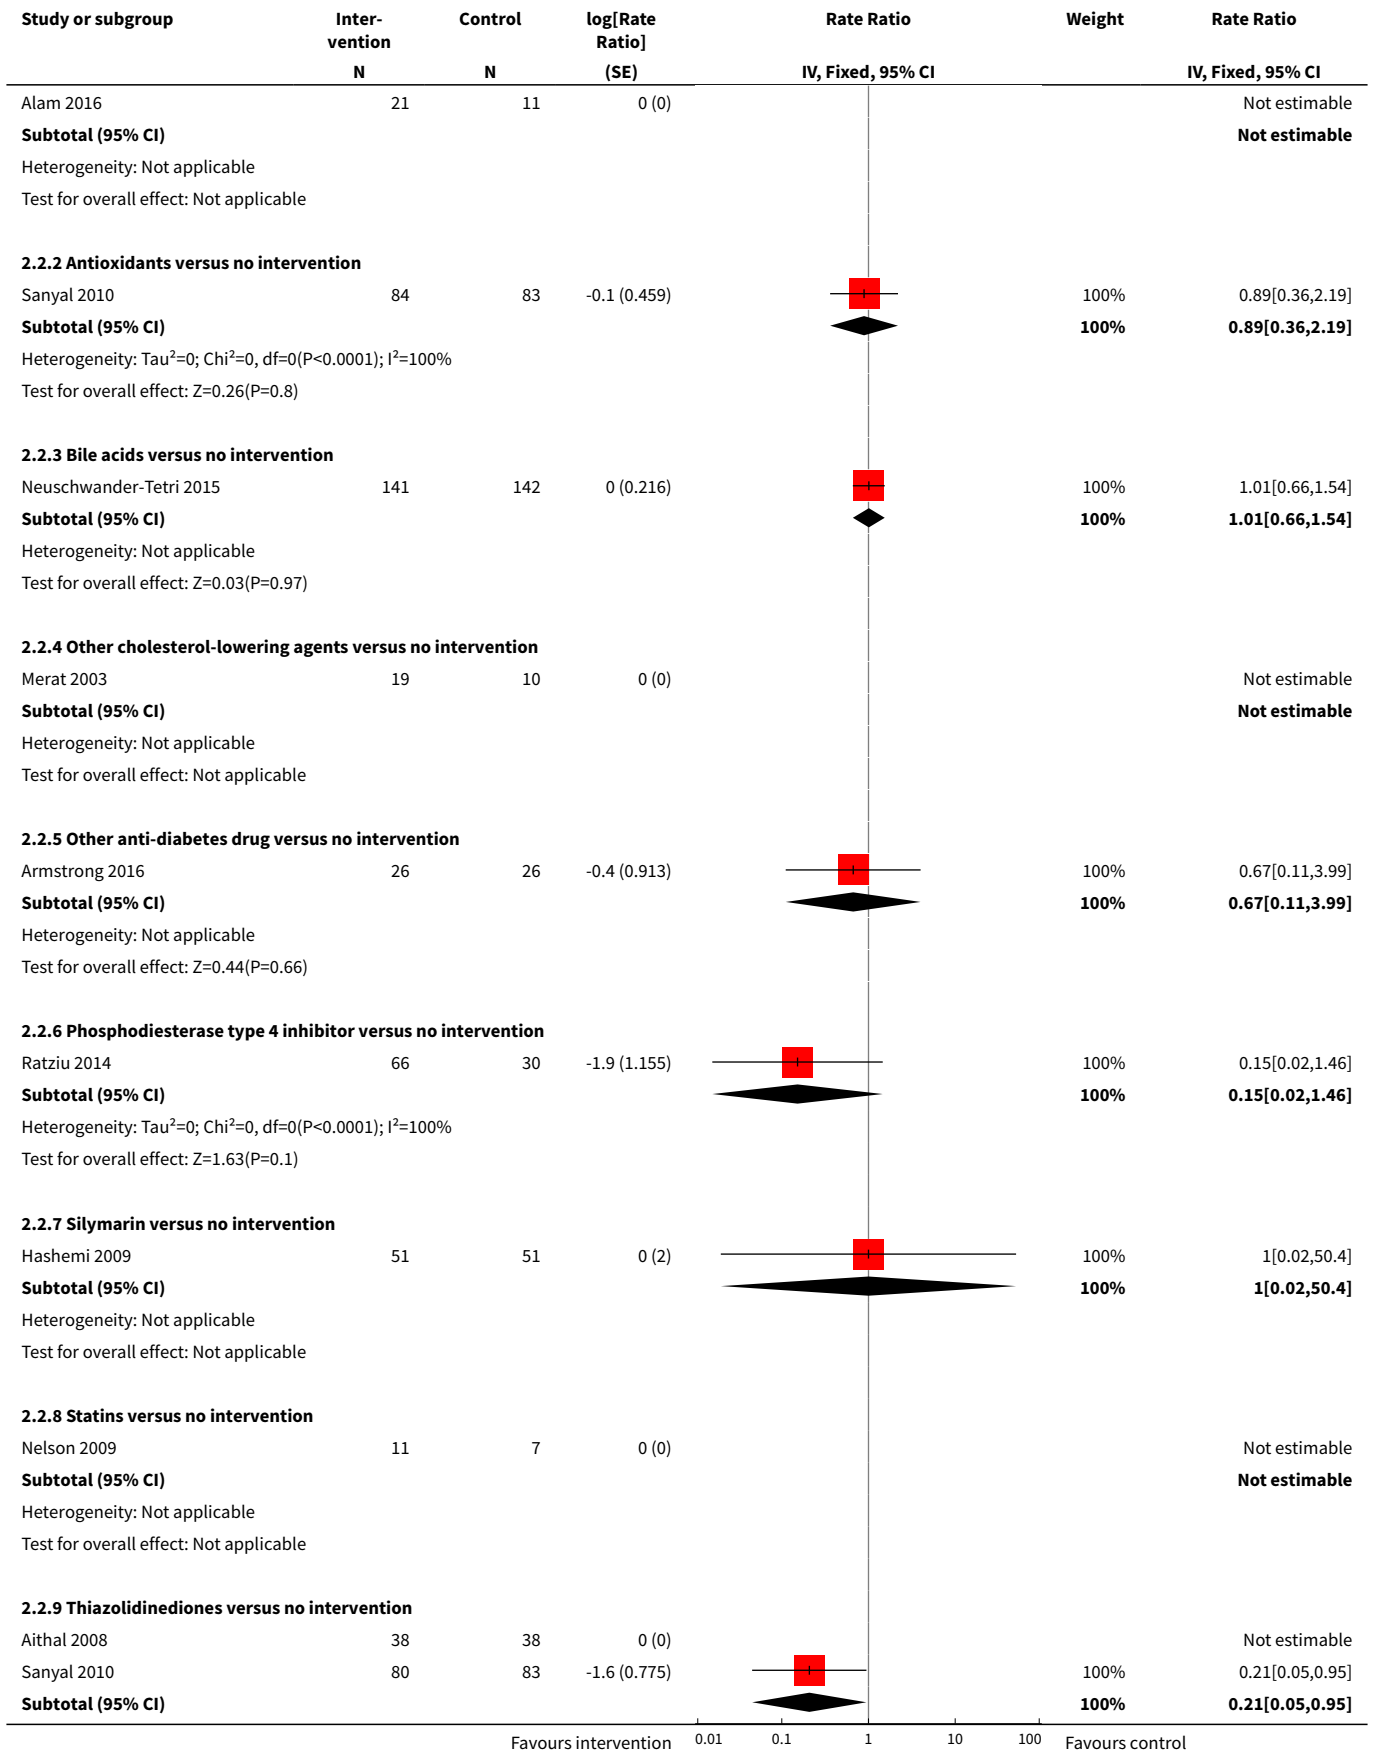 Study or subgroup Inter- Control log[Rate Rate Ratio Weight Rate Ratio
vention Ratio]
N N (SE) IV, Fixed, 95% CI IV, Fixed, 95% CI
Alam 2016 21 11 0 (0) Not estimable
Subtotal (95% CI) Not estimable
Heterogeneity: Not applicable
Test for overall effect: Not applicable
2.2.2 Antioxidants versus no intervention
Sanyal 2010 84 83 -0.1 (0.459) 100% 0.89[0.36,2.19]
Subtotal (95% CI) 100% 0.89[0.36,2.19]
Heterogeneity: Tau²=0; Chi²=0, df=0(P<0.0001); I²=100%
Test for overall effect: Z=0.26(P=0.8)
2.2.3 Bile acids versus no intervention
Neuschwander-Tetri 2015 141 142 0 (0.216) 100% 1.01[0.66,1.54]
Subtotal (95% CI) 100% 1.01[0.66,1.54]
Heterogeneity: Not applicable
Test for overall effect: Z=0.03(P=0.97)
2.2.4 Other cholesterol-lowering agents versus no intervention
Merat 2003 19 10 0 (0) Not estimable
Subtotal (95% CI) Not estimable
Heterogeneity: Not applicable
Test for overall effect: Not applicable
2.2.5 Other anti-diabetes drug versus no intervention
Armstrong 2016 26 26 -0.4 (0.913) 100% 0.67[0.11,3.99]
Subtotal (95% CI) 100% 0.67[0.11,3.99]
Heterogeneity: Not applicable
Test for overall effect: Z=0.44(P=0.66)
2.2.6 Phosphodiesterase type 4 inhibitor versus no intervention
Ratziu 2014 66 30 -1.9 (1.155) 100% 0.15[0.02,1.46]
Subtotal (95% CI) 100% 0.15[0.02,1.46]
Heterogeneity: Tau²=0; Chi²=0, df=0(P<0.0001); I²=100%
Test for overall effect: Z=1.63(P=0.1)
2.2.7 Silymarin versus no intervention
Hashemi 2009 51 51 0 (2) 100% 1[0.02,50.4]
Subtotal (95% CI) 100% 1[0.02,50.4]
Heterogeneity: Not applicable
Test for overall effect: Not applicable
2.2.8 Statins versus no intervention
Nelson 2009 11 7 0 (0) Not estimable
Subtotal (95% CI) Not estimable
Heterogeneity: Not applicable
Test for overall effect: Not applicable
2.2.9 Thiazolidinediones versus no intervention
Aithal 2008 38 38 0 (0) Not estimable
Sanyal 2010 80 83 -1.6 (0.775) 100% 0.21[0.05,0.95]
Subtotal (95% CI) 100% 0.21[0.05,0.95]
Favours intervention 0.01 0.1 1 10 100 Favours control